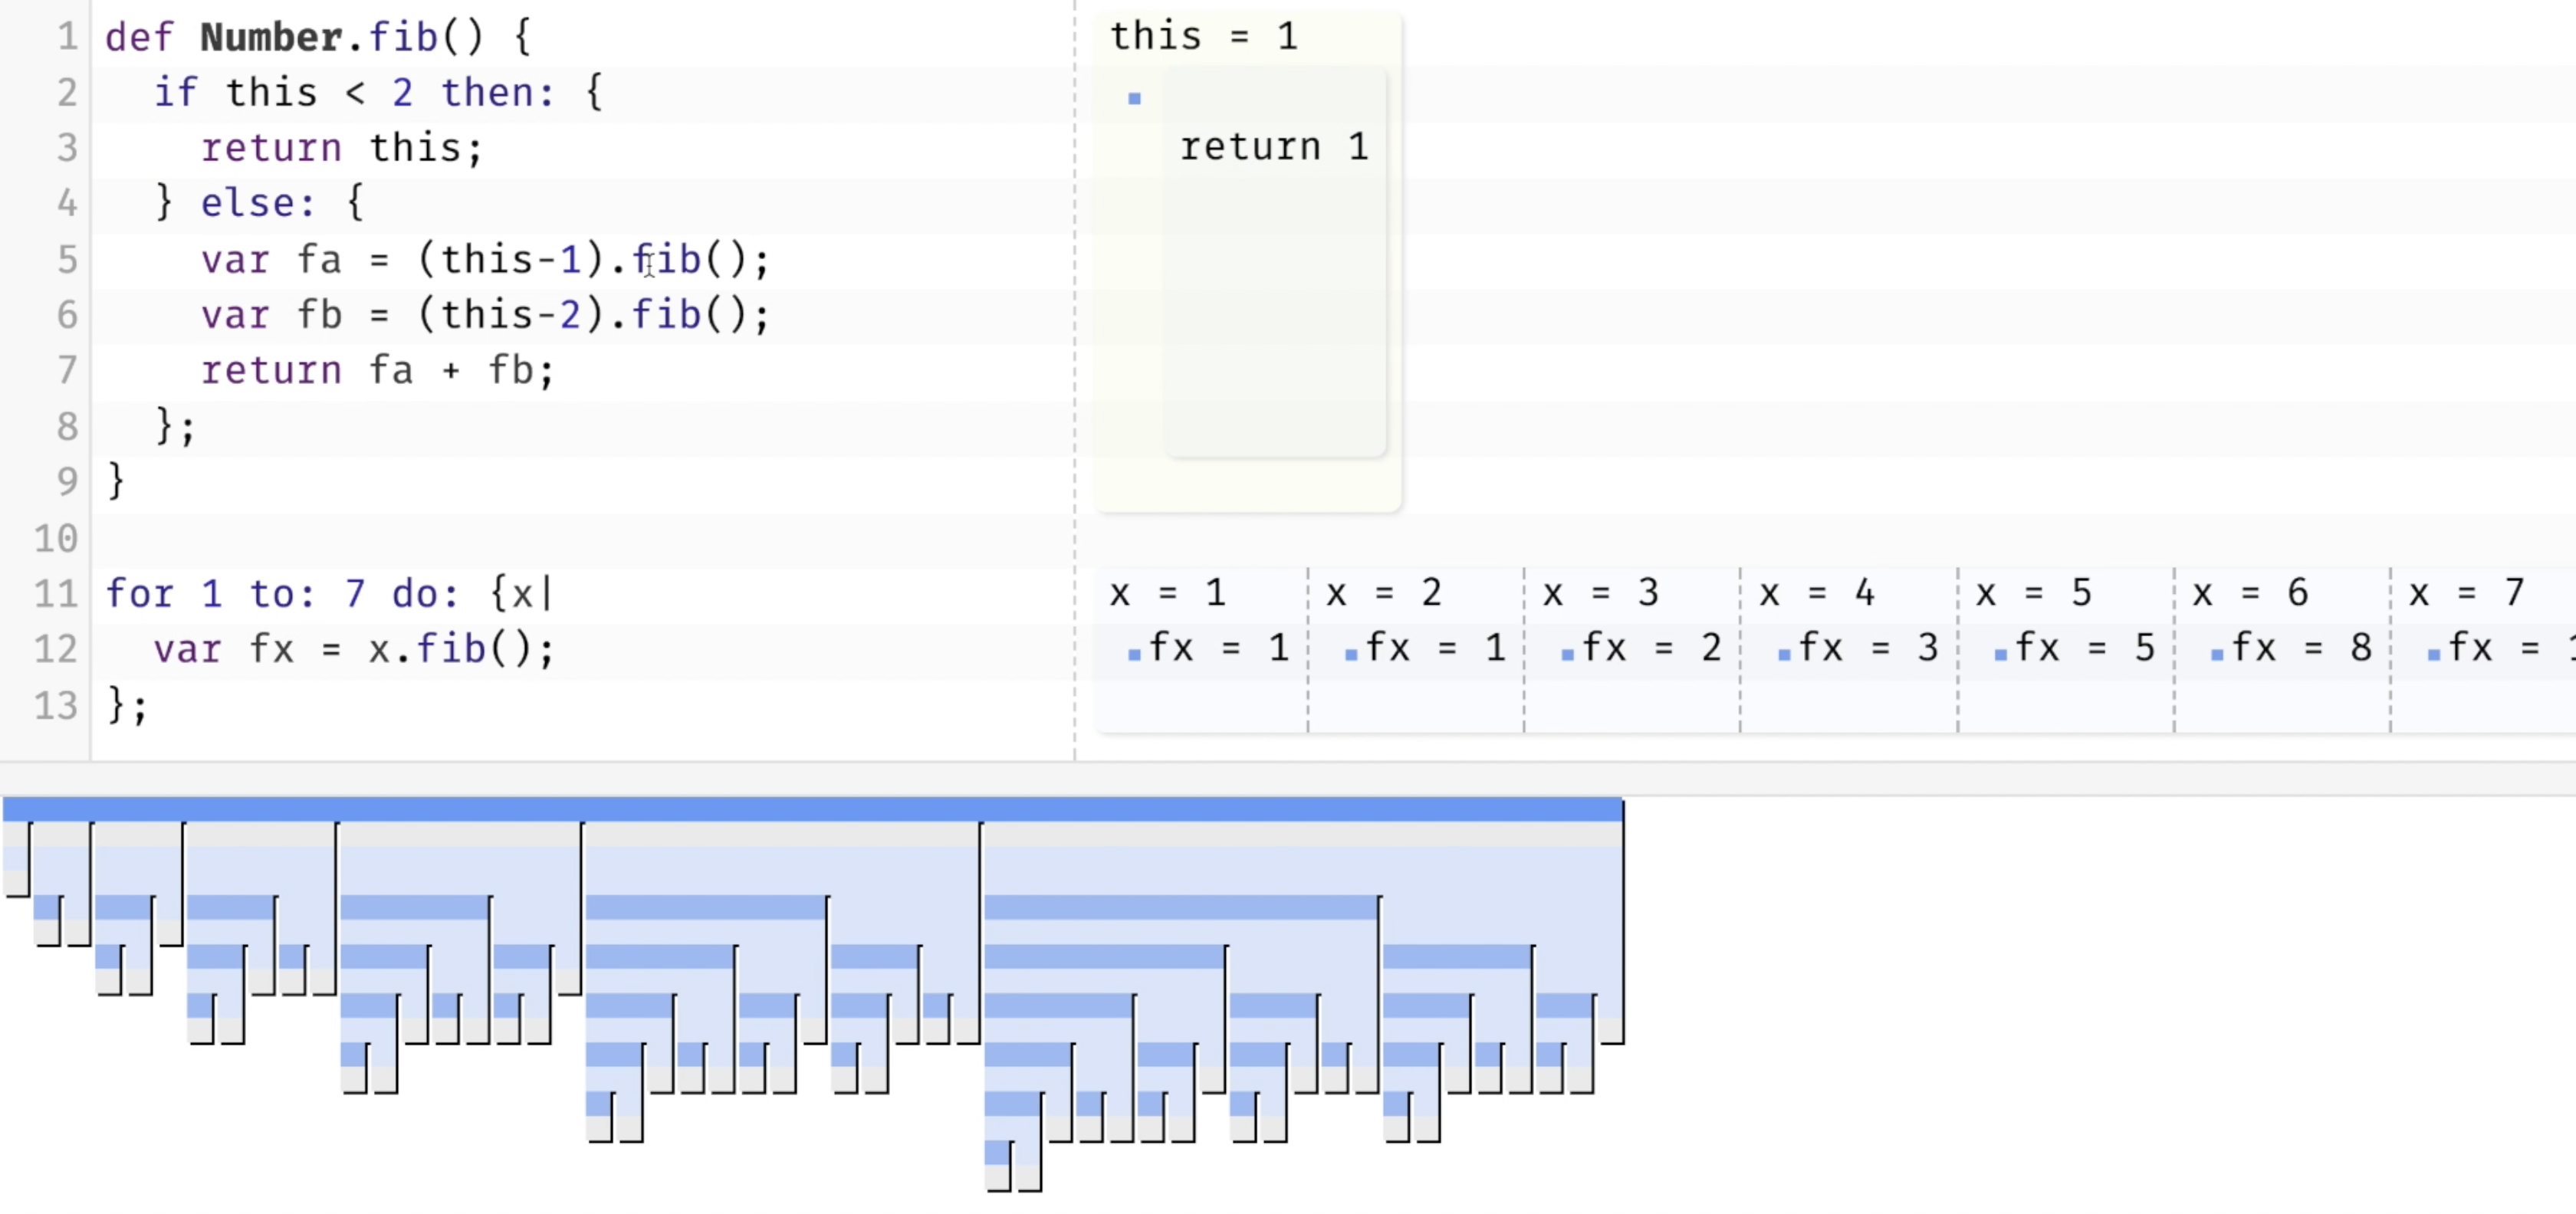 1 def Number.fib() {
2 if this < 2 then: {
3 return this;
4 } else: {
5 var fa = (this-1).fib();
6 var fb = (this-2).fib();
7 return fa + fb;
8 };
9 }
10
11 for 1 to: 7 do: {x|
12 var fx = x.fib();
13 };
this = 1
return 1
x = 1 x = 2 x = 3 x = 4 x = 5 x = 6 x = 7
fx = 1 fx = 1 fx = 2 fx = 3 fx = 5 fx = 8 fx =